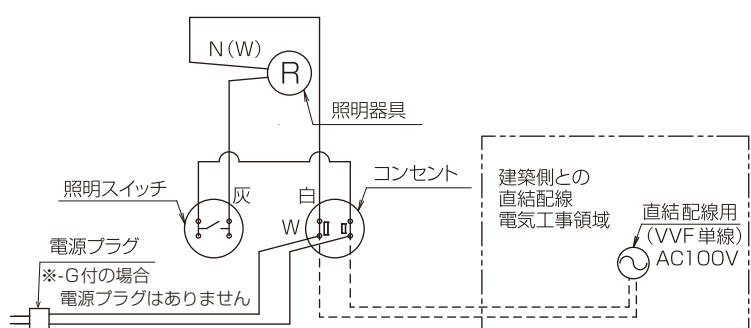 N(W)
R
照明器具
照明スイッチ
灰
白
コンセント
W
電源プラグ
※-G付の場合
電源プラグはありません
建築側との
直結配線
電気工事領域
直結配線用
(VVF単線)
AC100V